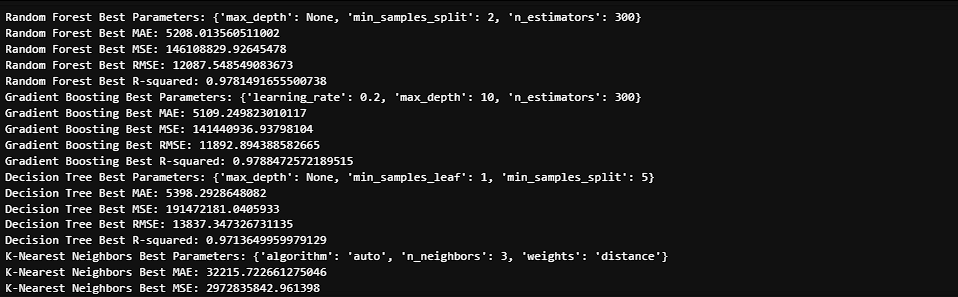 Random Forest Best Parameters: {'max_depth': None, 'min_samples_split': 2, 'n_estimators': 300}
Random Forest Best MAE: 5208.013560511002
Random Forest Best MSE: 146108829.92645478
Random Forest Best RMSE: 12087.548549083673
Random Forest Best R-squared: 0.9781491655500738
Gradient Boosting Best Parameters: {'learning_rate': 0.2, 'max_depth': 10, 'n_estimators': 300}
Gradient Boosting Best MAE: 5109.249823010117
Gradient Boosting Best MSE: 141440936.93798104
Gradient Boosting Best RMSE: 11892.894388582665
Gradient Boosting Best R-squared: 0.9788472572189515
Decision Tree Best Parameters: {'max_depth': None, 'min_samples_leaf': 1, 'min_samples_split': 5}
Decision Tree Best MAE: 5398.2928648082
Decision Tree Best MSE: 191472181.0405933
Decision Tree Best RMSE: 13837.347326731135
Decision Tree Best R-squared: 0.9713649959979129
K-Nearest Neighbors Best Parameters: {'algorithm': 'auto', 'n_neighbors': 3, 'weights': 'distance'}
K-Nearest Neighbors Best MAE: 32215.722661275046
K-Nearest Neighbors Best MSE: 2972835842.961398